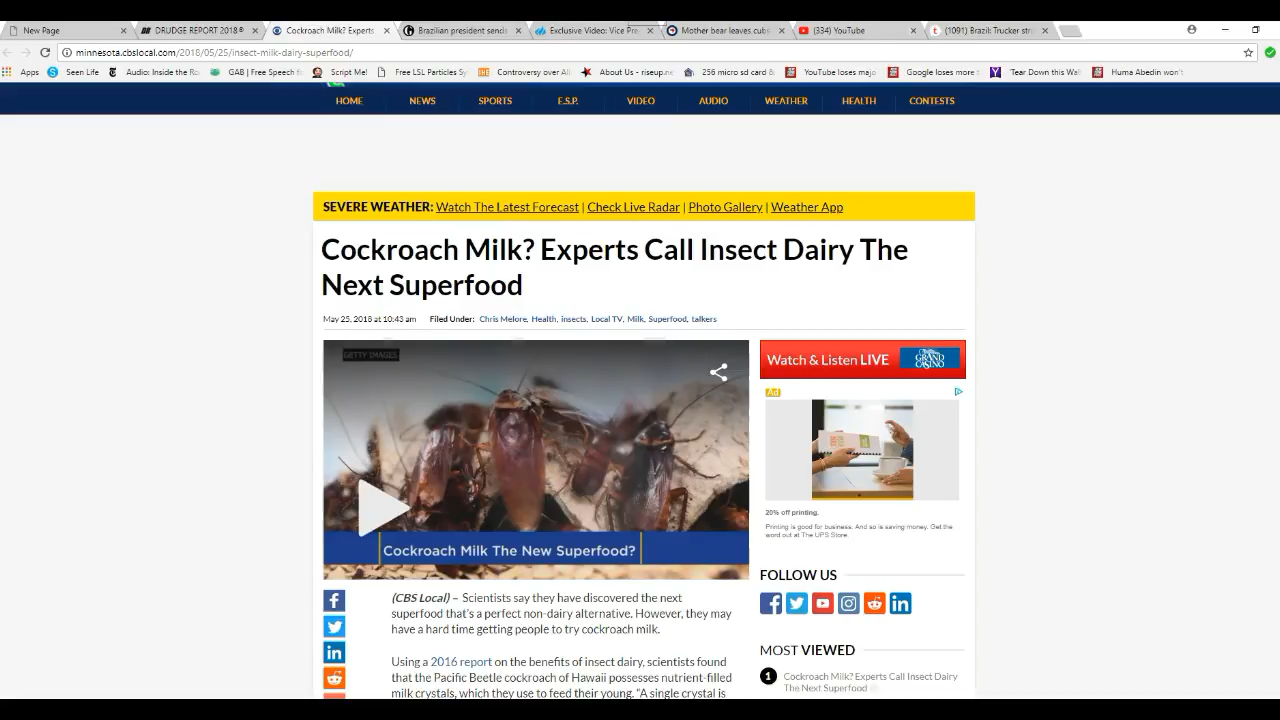 New Page
DRUDGE REPORT 2018®
Cockroach Milk? Experts
Brazilian president sends
Exclusive Video: Vice Pre
Mother bear leaves cubs
(334) YouTube
(1091) Brazil: Trucker str
minnesota.cbslocal.com/2018/05/25/insect-milk-dairy-superfood/
Apps
Seen Life
Audio: Inside the Ro
GAB | Free Speech fo
Script Me!
Free LSL Particles Sy
Controversy over Al
About Us - riseup.ne
256 micro sd card &
YouTube loses majo
Google loses more t
'Tear Down this Wal
Huma Abedin won't
HOME NEWS SPORTS E.S.P. VIDEO AUDIO WEATHER HEALTH CONTESTS
SEVERE WEATHER: Watch The Latest Forecast | Check Live Radar | Photo Gallery | Weather App
Cockroach Milk? Experts Call Insect Dairy The
Next Superfood
May 25, 2018 at 10:43 am Filed Under: Chris Melore, Health, insects, Local TV, Milk, Superfood, talkers
GETTY IMAGES
Cockroach Milk The New Superfood?
(CBS Local) – Scientists say they have discovered the next
superfood that's a perfect non-dairy alternative. However, they may
have a hard time getting people to try cockroach milk.
Using a 2016 report on the benefits of insect dairy, scientists found
that the Pacific Beetle cockroach of Hawaii possesses nutrient-filled
milk crystals, which they use to feed their young. "A single crystal is
Watch & Listen LIVE
GRAND
CASINO
Ad
20% off printing.
Printing is good for business. And so is saving money. Get the
word out at The UPS Store.
FOLLOW US
MOST VIEWED
1 Cockroach Milk? Experts Call Insect Dairy
The Next Superfood